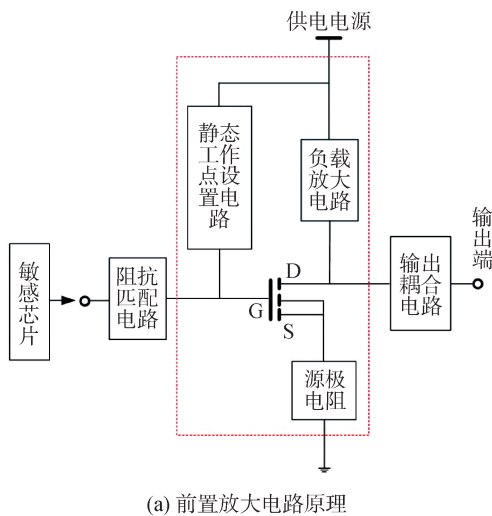 供电电源
静态
工作
点设
置电
路
负载
放大
电路
输
出
端
敏
感
芯
片
阻抗
匹配
电路
D
G
S
输出
耦合
电路
源极
电阻
(a) 前置放大电路原理